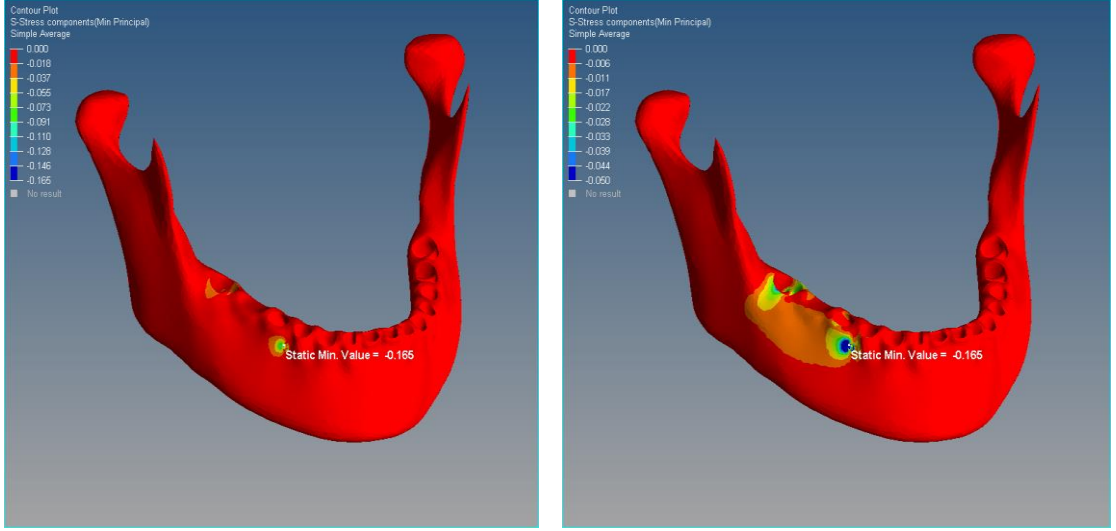 Contour Plot
S-Stress components(Min Principal)
Simple Average
0.000
-0.018
-0.037
-0.055
-0.073
-0.091
-0.110
-0.128
-0.146
-0.165
No result
Static Min. Value = -0.165
Contour Plot
S-Stress components(Min Principal)
Simple Average
0.000
-0.006
-0.011
-0.017
-0.022
-0.028
-0.033
-0.039
-0.044
-0.050
No result
Static Min. Value = -0.165